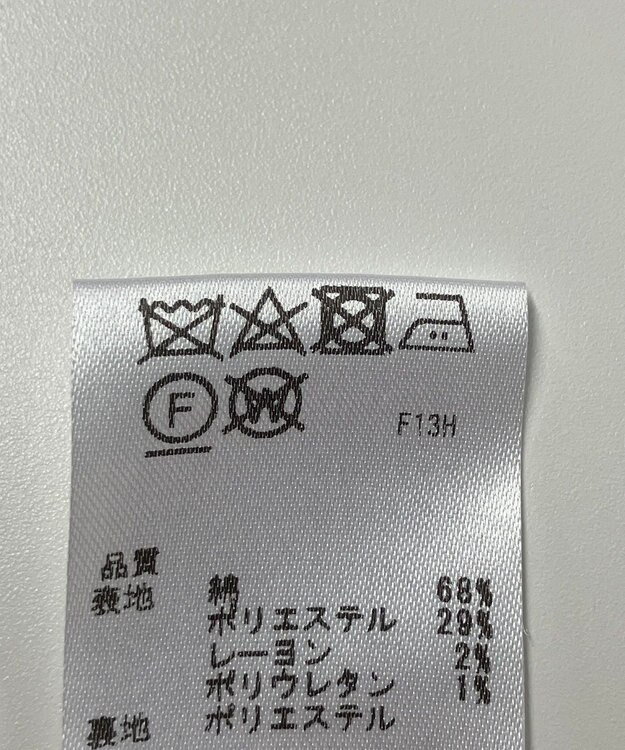 F W F13H
品質
表地 綿 68%
ポリエステル 29%
レーヨン 2%
ポリウレタン 1%
裏地 ポリエステル